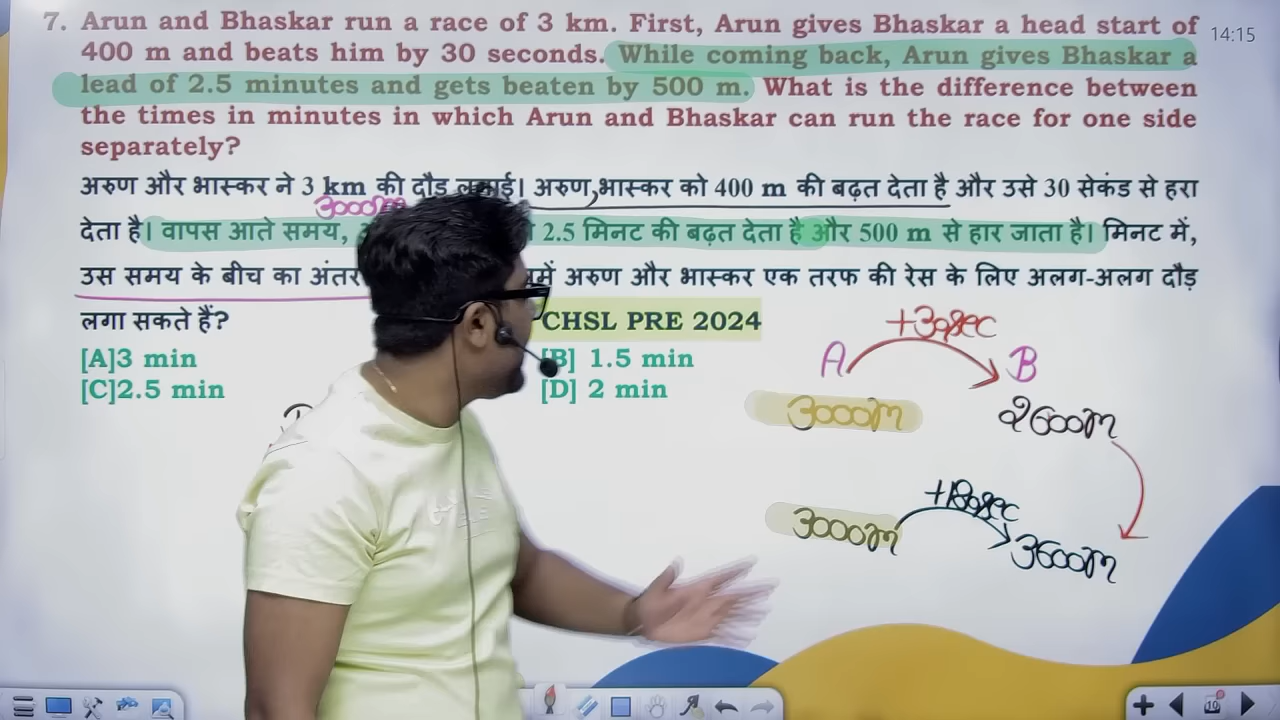 7. Arun and Bhaskar run a race of 3 km. First, Arun gives Bhaskar a head start of
14:15
400 m and beats him by 30 seconds. While coming back, Arun gives Bhaskar a
lead of 2.5 minutes and gets beaten by 500 m. What is the difference between
the times in minutes in which Arun and Bhaskar can run the race for one side
separately?
अरुण और भास्कर ने 3 km की दौड़ लगाई। अरुण,भास्कर को 400 m की बढ़त देता है और उसे 30 सेकंड से हरा
3000m
देता है। वापस आते समय, 2.5 मिनट की बढ़त देता है और 500 m से हार जाता है। मिनट में,
उस समय के बीच का अंतर में अरुण और भास्कर एक तरफ की रेस के लिए अलग-अलग दौड़
लगा सकते हैं?
CHSL PRE 2024
+30sec
[A]3 min
[B] 1.5 min
A
B
[C]2.5 min
[D] 2 min
3000m
2600m
+180sec
3000m
3600m
19